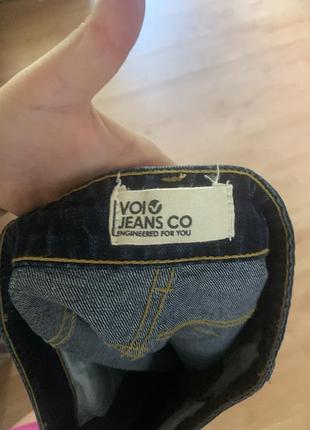 VOI
JEANS CO
ENGINEERED FOR YOU